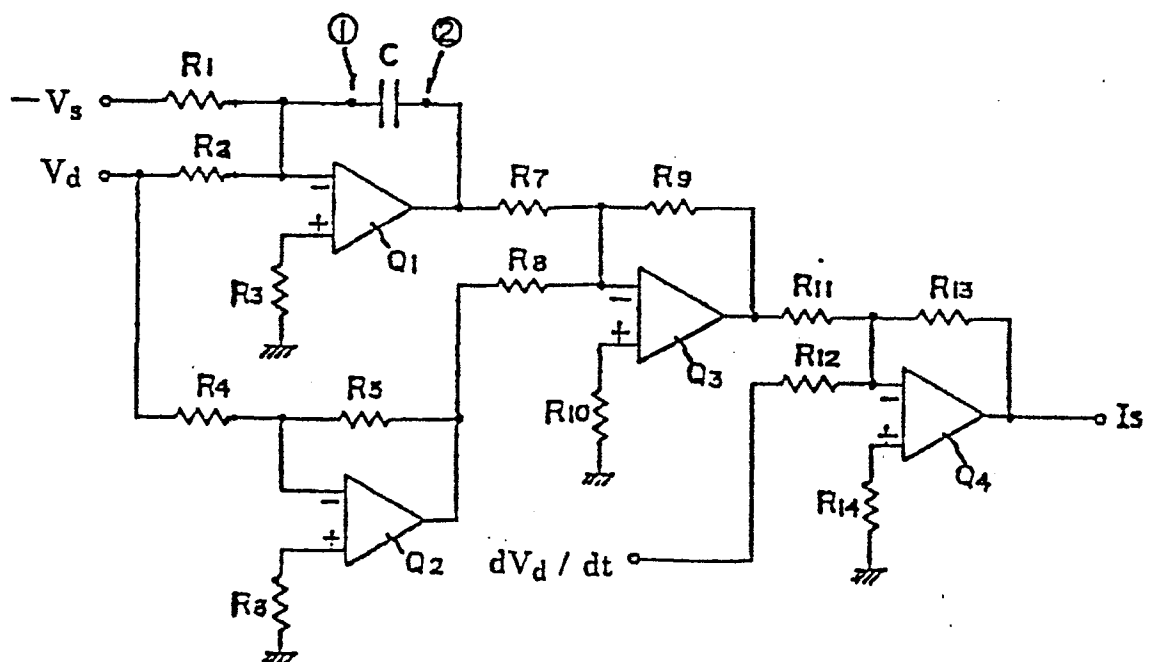 ① ②
R1 C
−Vs
R2 R7 R9
Vd
− + Q1
R3 R8
R11 R13
− + Q3
R4 R5 R12
R10 − + Q4 Is
− + Q2 R14
dVd / dt
R6